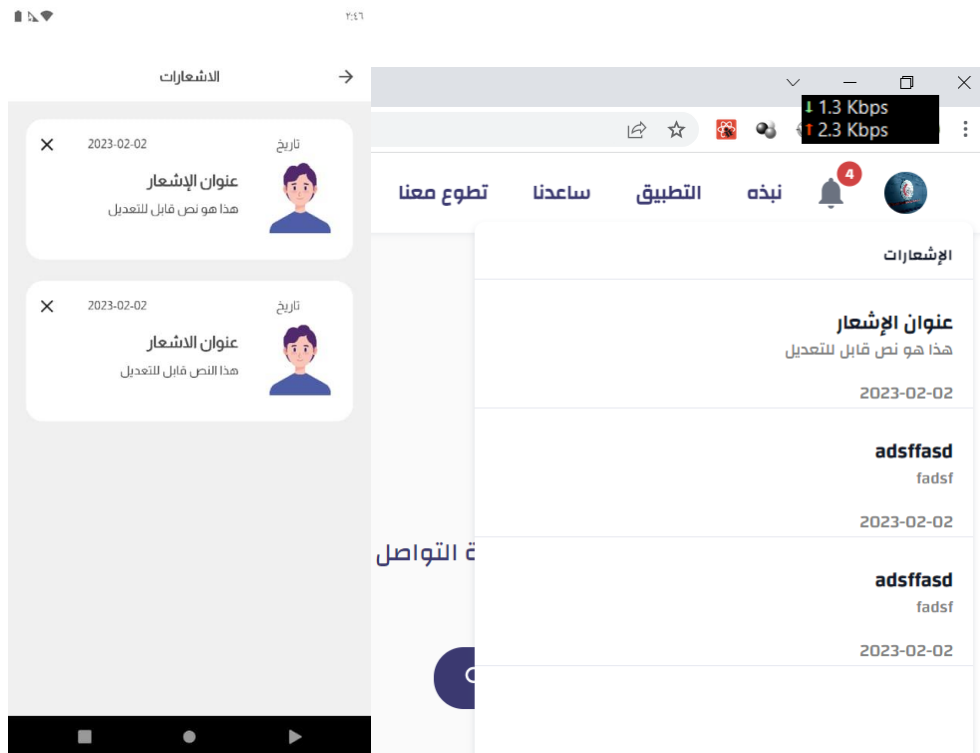 ٢:٤٦
الاشعارات
تاريخ
2023-02-02
عنوان الإشعار
هذا هو نص قابل للتعديل
تاريخ
2023-02-02
عنوان الاشعار
هذا النص قابل للتعديل
1.3 Kbps
2.3 Kbps
4
نبذه
التطبيق
ساعدنا
تطوع معنا
الإشعارات
عنوان الإشعار
هذا هو نص قابل للتعديل
2023-02-02
adsffasd
fadsf
2023-02-02
adsffasd
fadsf
2023-02-02
ة التواصل